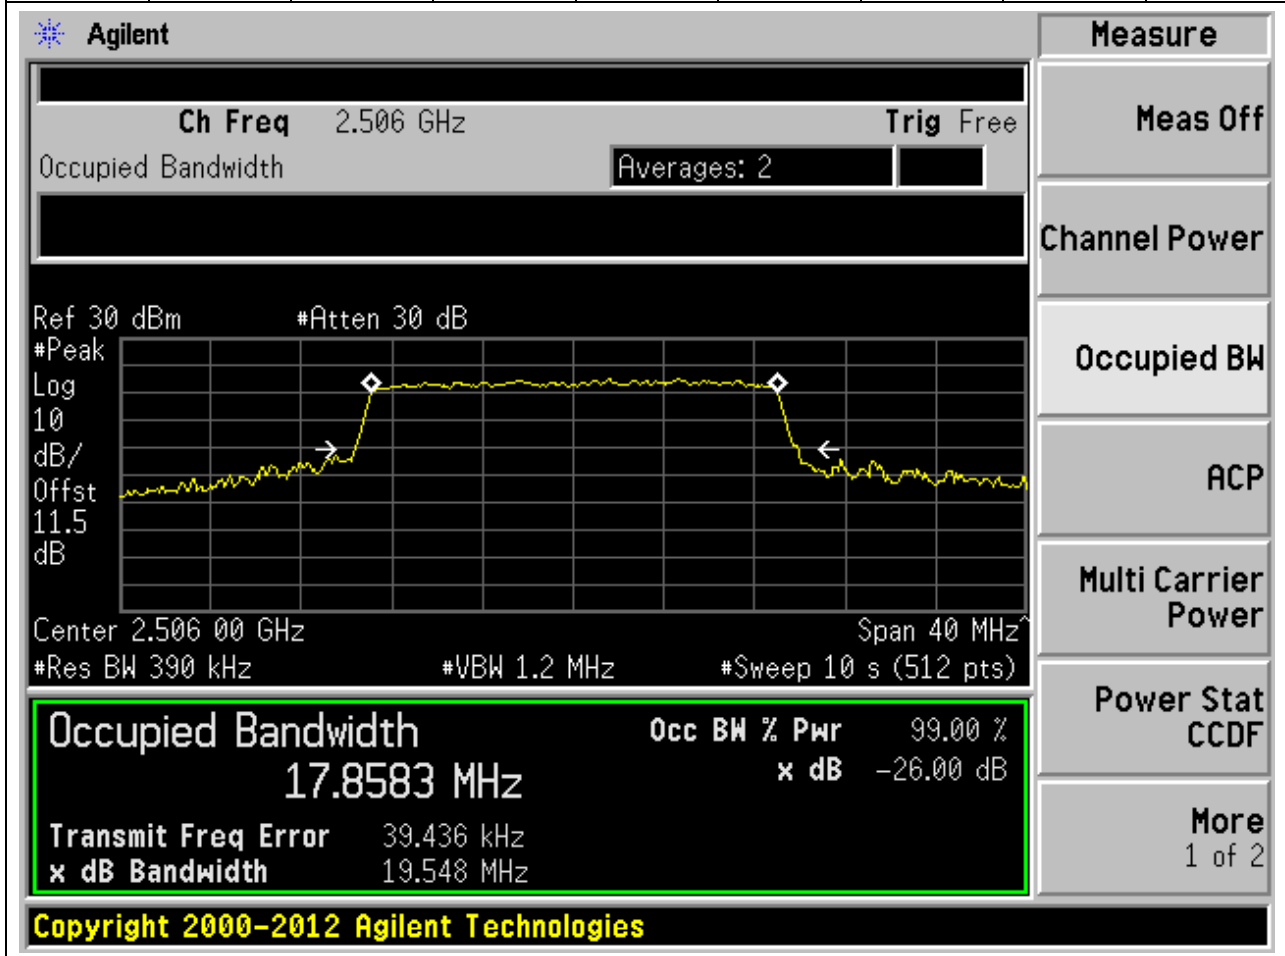 Agilent
Measure
Ch Freq 2.506 GHz Trig Free
Meas Off
Occupied Bandwidth Averages: 2
Channel Power
Ref 30 dBm #Atten 30 dB
#Peak
Log
10
dB/
Offst
11.5
dB
Occupied BW
ACP
Center 2.506 00 GHz Span 40 MHz^
#Res BW 390 kHz #VBW 1.2 MHz #Sweep 10 s (512 pts)
Multi Carrier
Power
Occupied Bandwidth Occ BW % Pwr 99.00 %
17.8583 MHz x dB -26.00 dB
Power Stat
CCDF
Transmit Freq Error 39.436 kHz
x dB Bandwidth 19.548 MHz
More
1 of 2
Copyright 2000-2012 Agilent Technologies